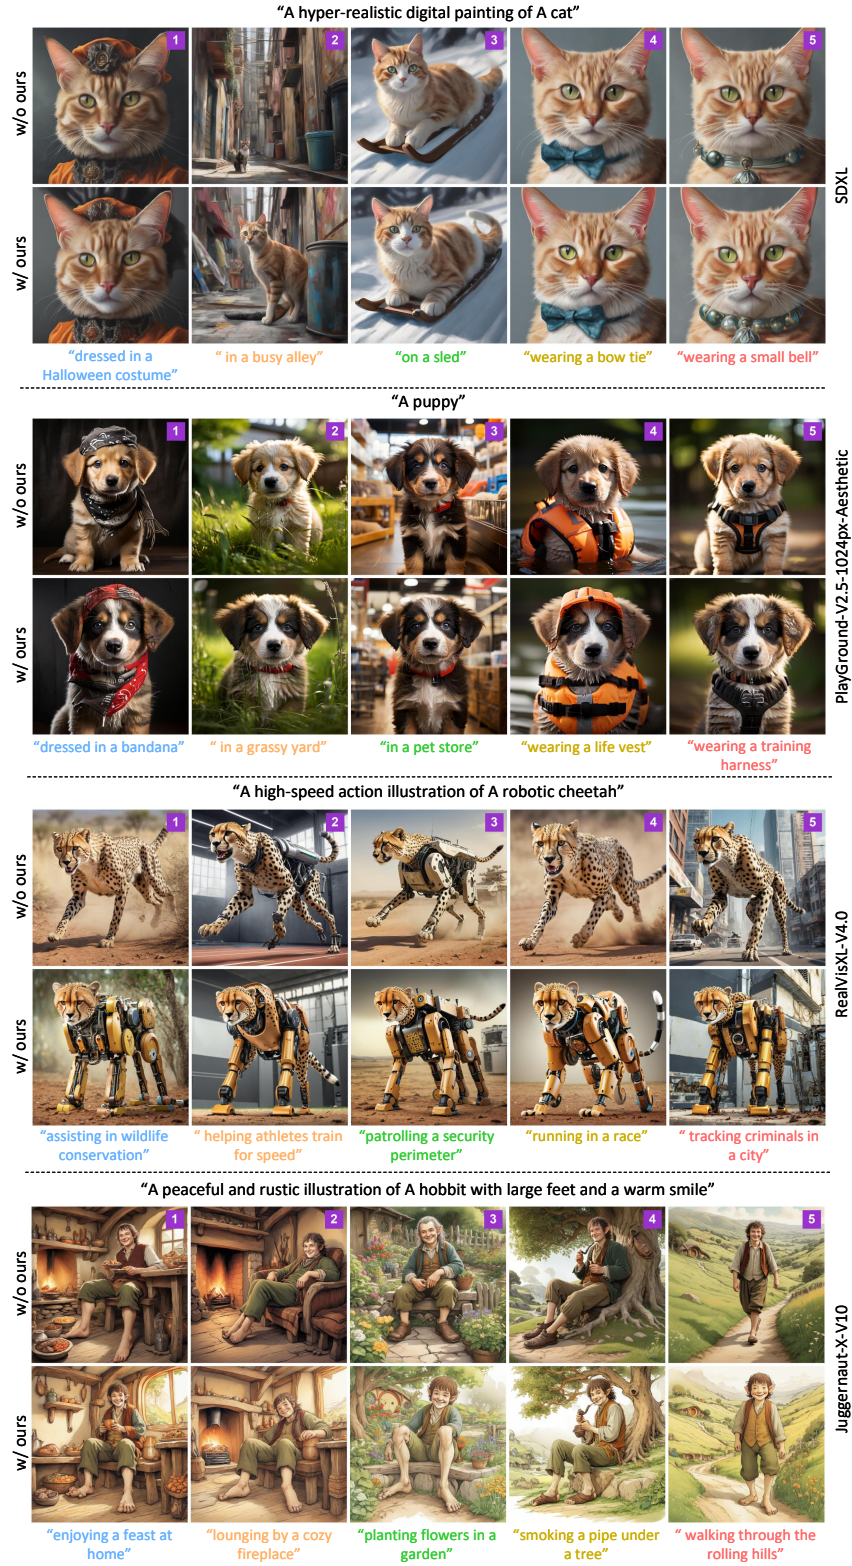 “A hyper-realistic digital painting of A cat”
1 2 3 4 5
w/o ours
w/ ours
SDXL
“dressed in a
Halloween costume”
“ in a busy alley”
“on a sled”
“wearing a bow tie”
“wearing a small bell”
“A puppy”
1 2 3 4 5
w/o ours
w/ ours
PlayGround-V2.5-1024px-Aesthetic
“dressed in a bandana”
“ in a grassy yard”
“in a pet store”
“wearing a life vest”
“wearing a training
harness”
“A high-speed action illustration of A robotic cheetah”
1 2 3 4 5
w/o ours
w/ ours
RealVisXL-V4.0
“assisting in wildlife
conservation”
“ helping athletes train
for speed”
“patrolling a security
perimeter”
“running in a race”
“ tracking criminals in
a city”
“A peaceful and rustic illustration of A hobbit with large feet and a warm smile”
1 2 3 4 5
w/o ours
w/ ours
Juggernaut-X-V10
“enjoying a feast at
home”
“lounging by a cozy
fireplace”
“planting flowers in a
garden”
“smoking a pipe under
a tree”
“ walking through the
rolling hills”